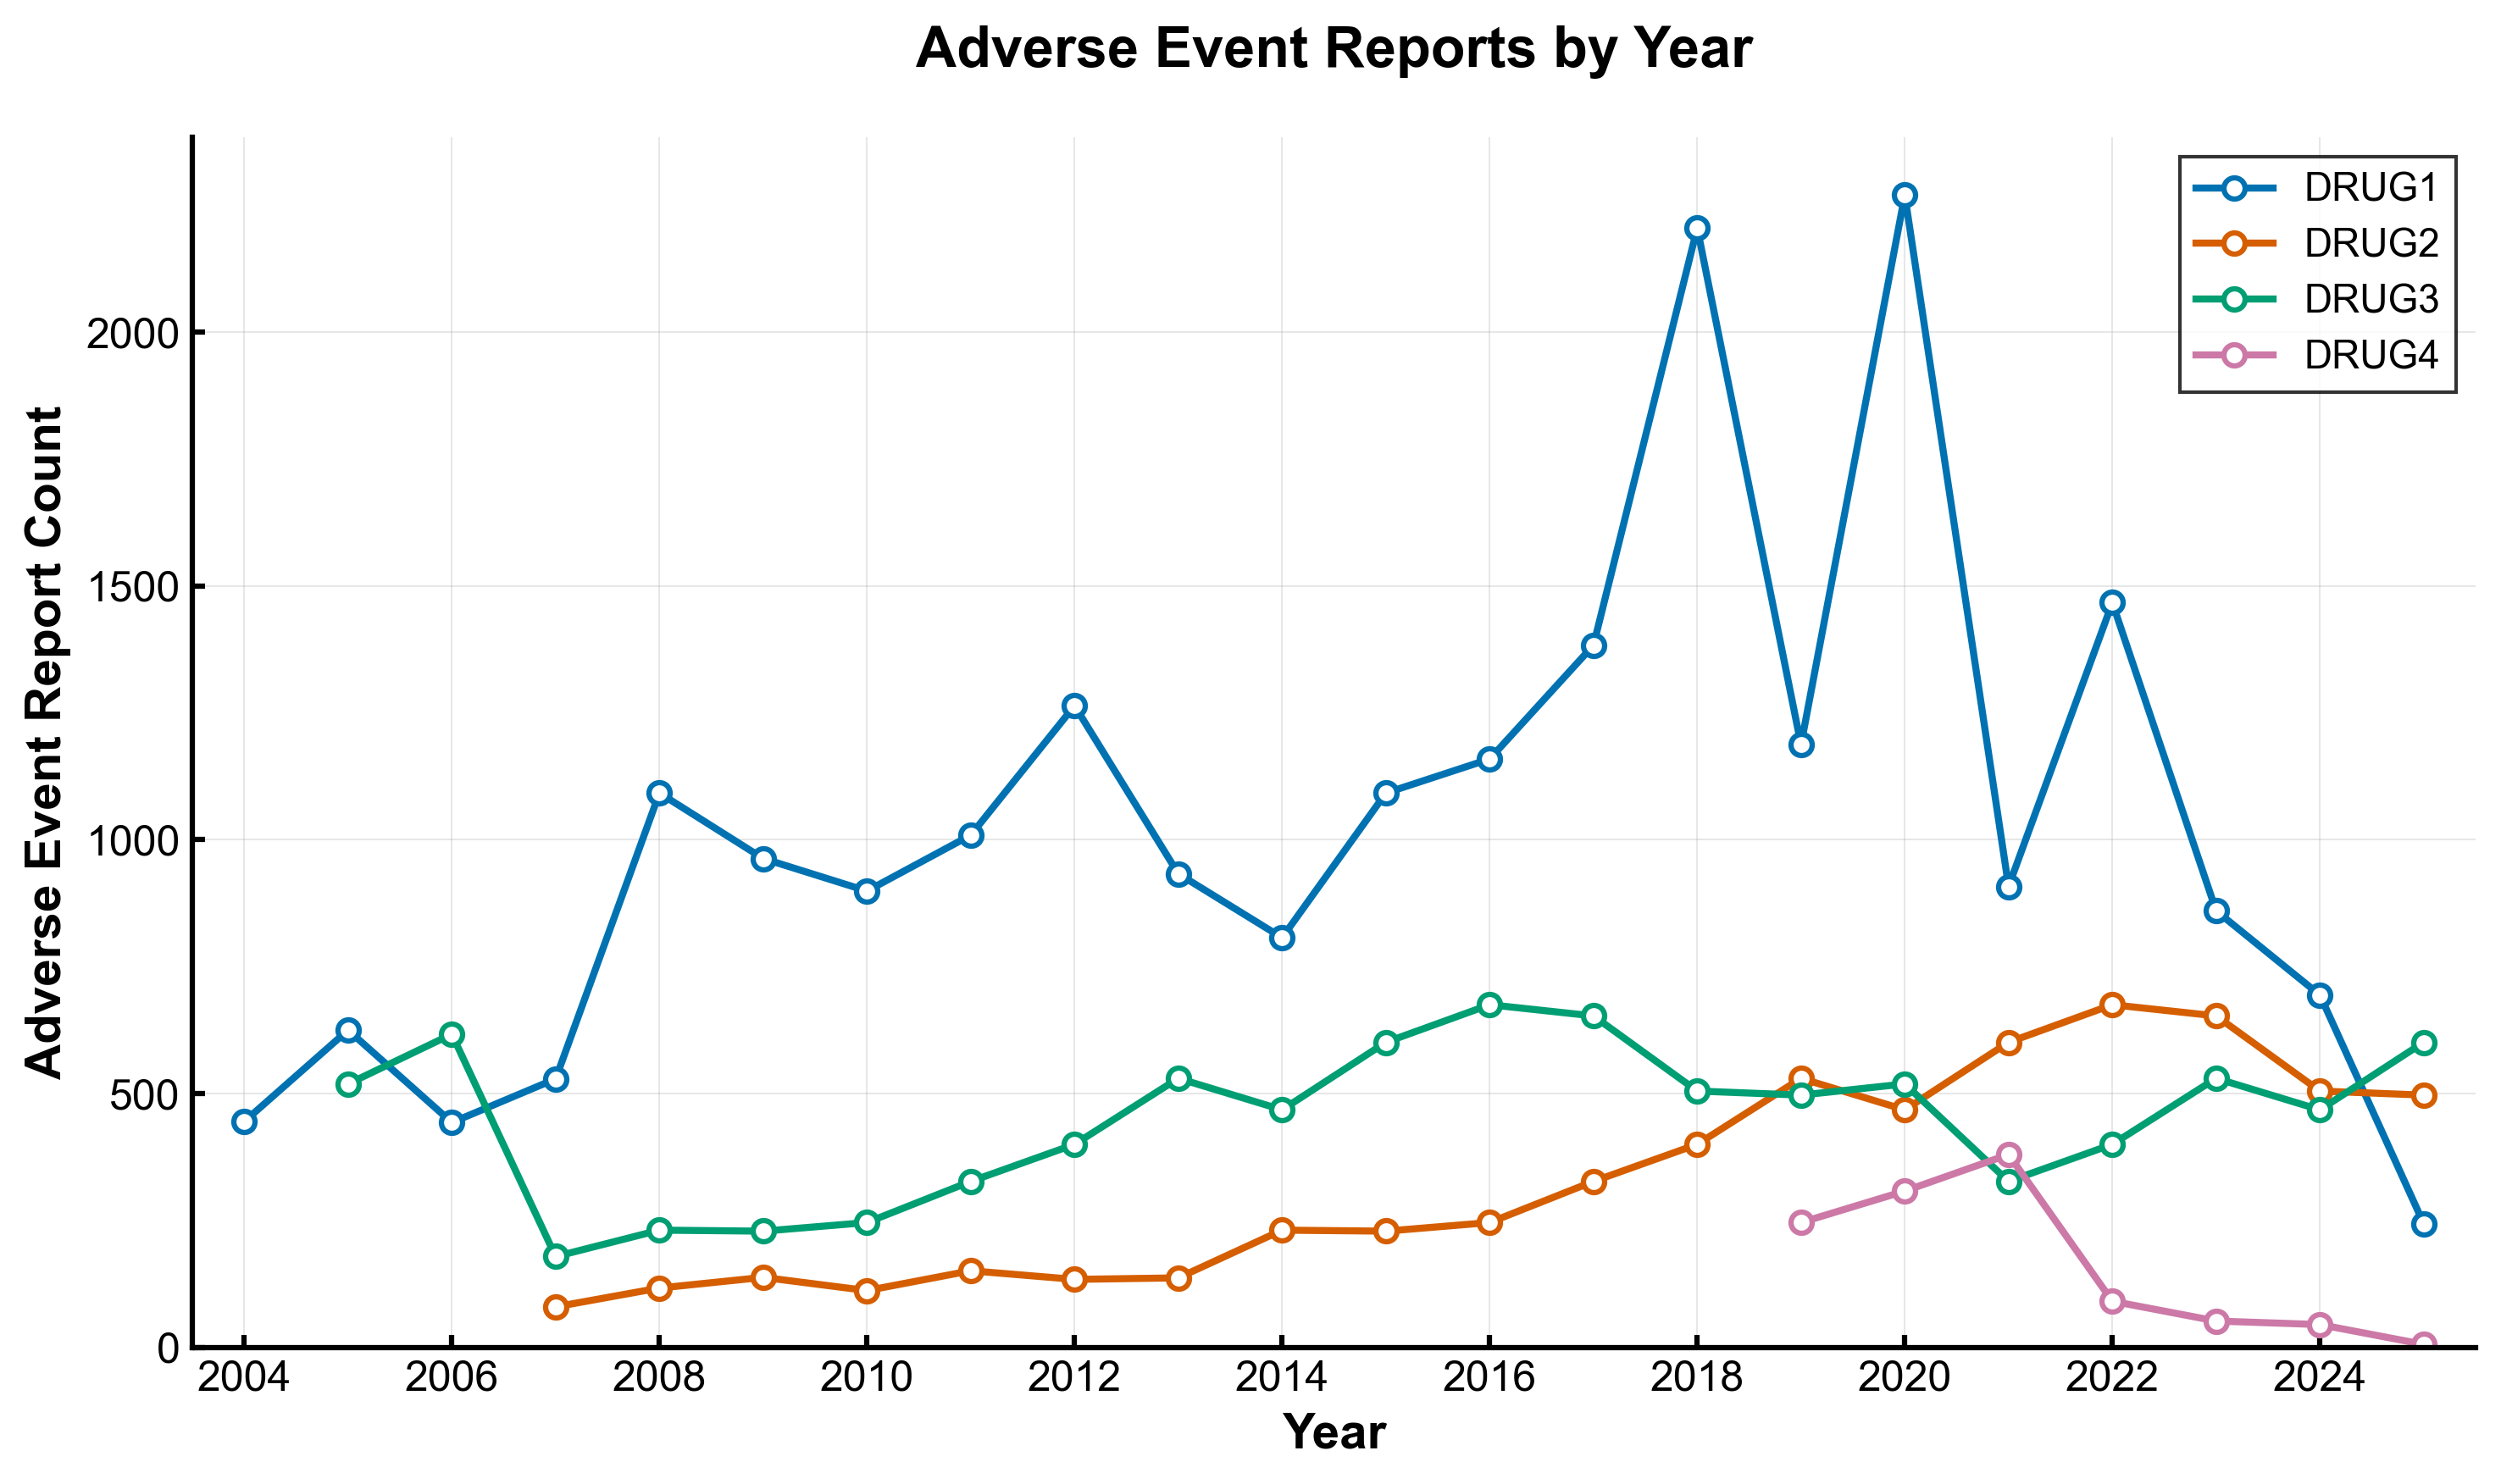 Adverse Event Reports by Year
DRUG1
DRUG2
DRUG3
DRUG4
Adverse Event Report Count
2000
1500
1000
500
0
2004 2006 2008 2010 2012 2014 2016 2018 2020 2022 2024
Year